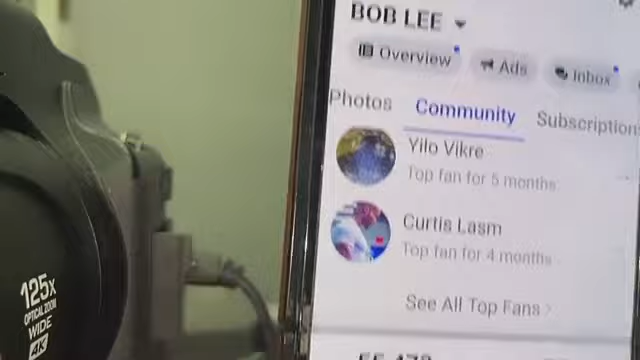 BOB LEE
Overview
Ads
Inbox
Photos
Community
Subscription
Yilo Vikre
Top fan for 5 months
Curtis Lasm
Top fan for 4 months
See All Top Fans
125x
OPTICAL ZOOM
WIDE
4K